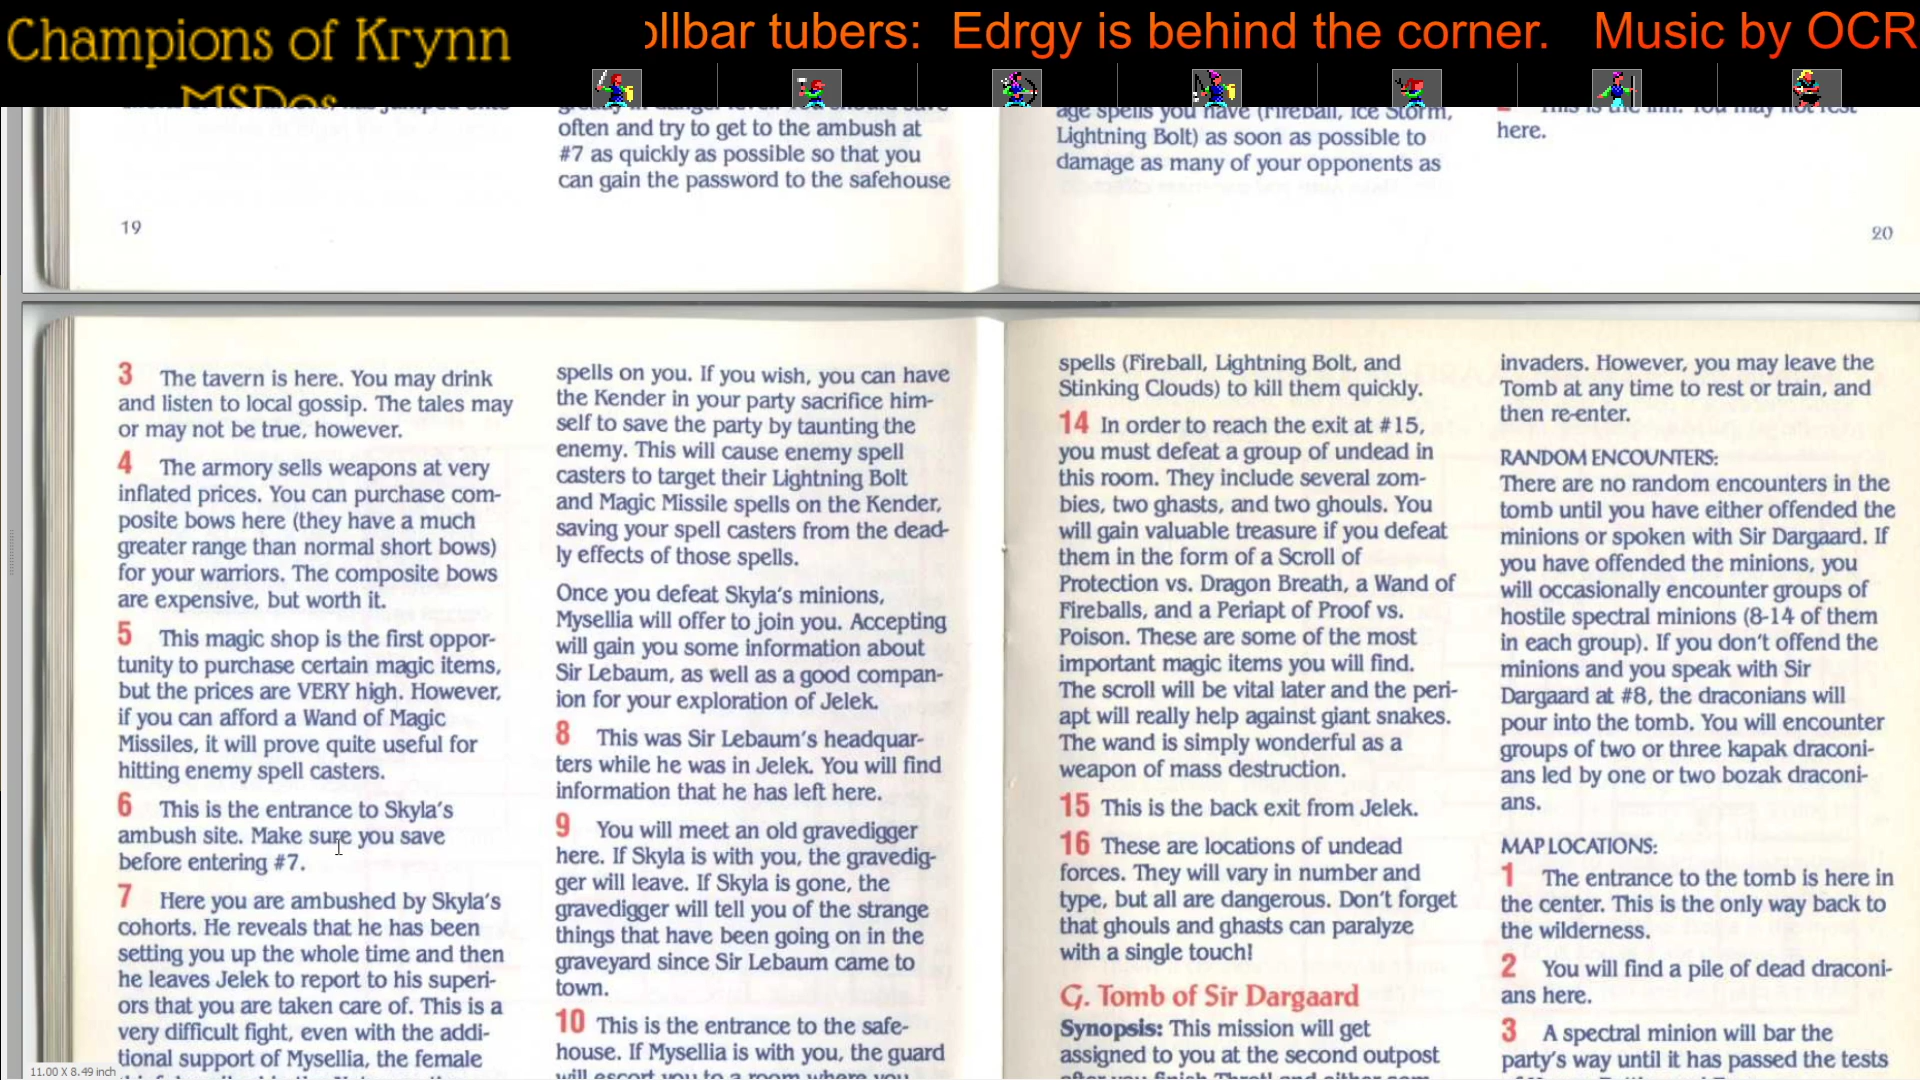 Champions of Krynn
MSDos
ollbar tubers:  Edrgy is behind the corner.   Music by OCR
often and try to get to the ambush at
#7 as quickly as possible so that you
can gain the password to the safehouse
19
age spells you have (Fireball, Ice Storm,
Lightning Bolt) as soon as possible to
damage as many of your opponents as
This is the inn. You may not rest
here.
20
3 The tavern is here. You may drink
and listen to local gossip. The tales may
or may not be true, however.
4 The armory sells weapons at very
inflated prices. You can purchase com-
posite bows here (they have a much
greater range than normal short bows)
for your warriors. The composite bows
are expensive, but worth it.
5 This magic shop is the first oppor-
tunity to purchase certain magic items,
but the prices are VERY high. However,
if you can afford a Wand of Magic
Missiles, it will prove quite useful for
hitting enemy spell casters.
6 This is the entrance to Skyla's
ambush site. Make sure you save
before entering #7.
7 Here you are ambushed by Skyla's
cohorts. He reveals that he has been
setting you up the whole time and then
he leaves Jelek to report to his superi-
ors that you are taken care of. This is a
very difficult fight, even with the addi-
tional support of Mysellia, the female
spells on you. If you wish, you can have
the Kender in your party sacrifice him-
self to save the party by taunting the
enemy. This will cause enemy spell
casters to target their Lightning Bolt
and Magic Missile spells on the Kender,
saving your spell casters from the dead-
ly effects of those spells.
Once you defeat Skyla's minions,
Mysellia will offer to join you. Accepting
will gain you some information about
Sir Lebaum, as well as a good compan-
ion for your exploration of Jelek.
8 This was Sir Lebaum's headquar-
ters while he was in Jelek. You will find
information that he has left here.
9 You will meet an old gravedigger
here. If Skyla is with you, the gravedig-
ger will leave. If Skyla is gone, the
gravedigger will tell you of the strange
things that have been going on in the
graveyard since Sir Lebaum came to
town.
10 This is the entrance to the safe-
house. If Mysellia is with you, the guard
will escort you to a room where you
spells (Fireball, Lightning Bolt, and
Stinking Clouds) to kill them quickly.
14 In order to reach the exit at #15,
you must defeat a group of undead in
this room. They include several zom-
bies, two ghasts, and two ghouls. You
will gain valuable treasure if you defeat
them in the form of a Scroll of
Protection vs. Dragon Breath, a Wand of
Fireballs, and a Periapt of Proof vs.
Poison. These are some of the most
important magic items you will find.
The scroll will be vital later and the peri-
apt will really help against giant snakes.
The wand is simply wonderful as a
weapon of mass destruction.
15 This is the back exit from Jelek.
16 These are locations of undead
forces. They will vary in number and
type, but all are dangerous. Don't forget
that ghouls and ghasts can paralyze
with a single touch!
G. Tomb of Sir Dargaard
Synopsis: This mission will get
assigned to you at the second outpost
invaders. However, you may leave the
Tomb at any time to rest or train, and
then re-enter.
RANDOM ENCOUNTERS:
There are no random encounters in the
tomb until you have either offended the
minions or spoken with Sir Dargaard. If
you have offended the minions, you
will occasionally encounter groups of
hostile spectral minions (8-14 of them
in each group). If you don't offend the
minions and you speak with Sir
Dargaard at #8, the draconians will
pour into the tomb. You will encounter
groups of two or three kapak draconi-
ans led by one or two bozak draconi-
ans.
MAP LOCATIONS:
1 The entrance to the tomb is here in
the center. This is the only way back to
the wilderness.
2 You will find a pile of dead draconi-
ans here.
3 A spectral minion will bar the
party's way until it has passed the tests
11.00 X 8.49 inch